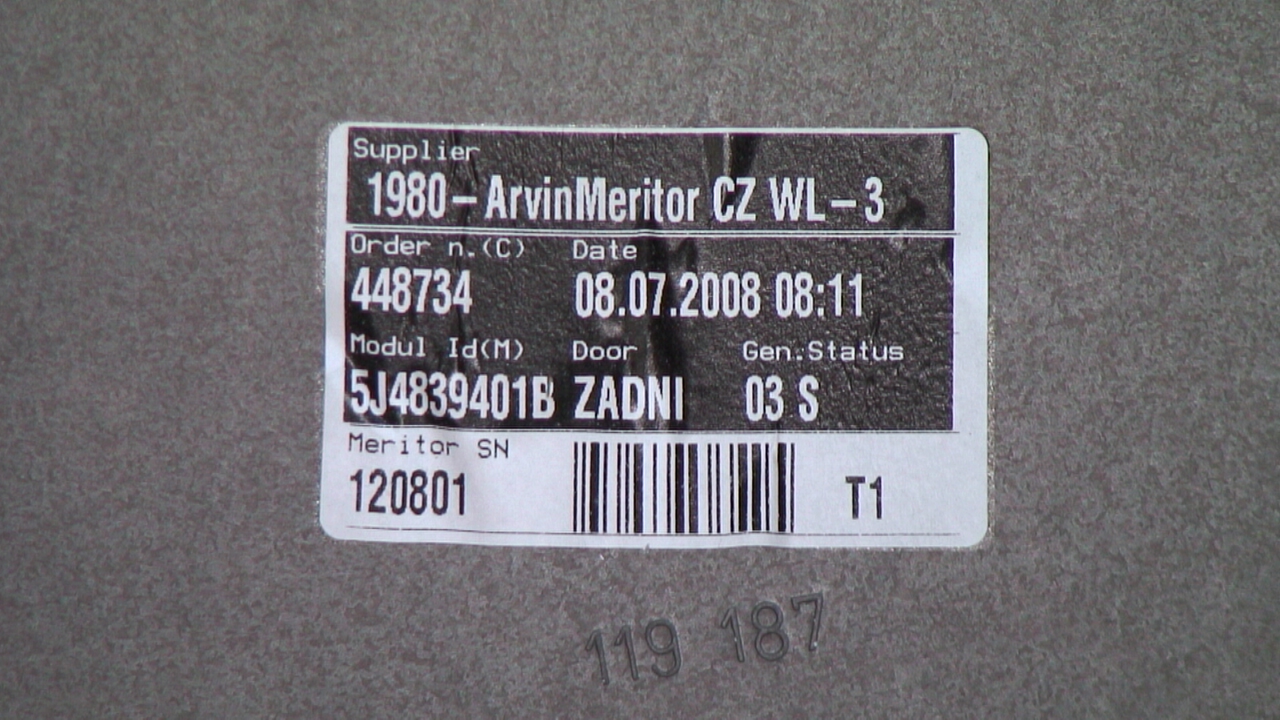 Supplier
1980-ArvinMeritor CZ WL-3
Order n.(C) Date
448734 08.07.2008 08:11
Modul Id(M) Door Gen.Status
5J4839401B ZADNI 03 S
Meritor SN
120801 T1
119 187